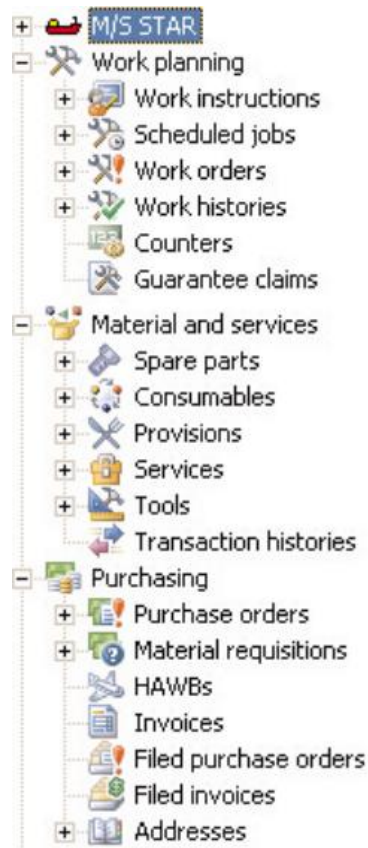 M/S STAR
Work planning
Work instructions
Scheduled jobs
Work orders
Work histories
Counters
Guarantee claims
Material and services
Spare parts
Consumables
Provisions
Services
Tools
Transaction histories
Purchasing
Purchase orders
Material requisitions
HAWBs
Invoices
Filed purchase orders
Filed invoices
Addresses